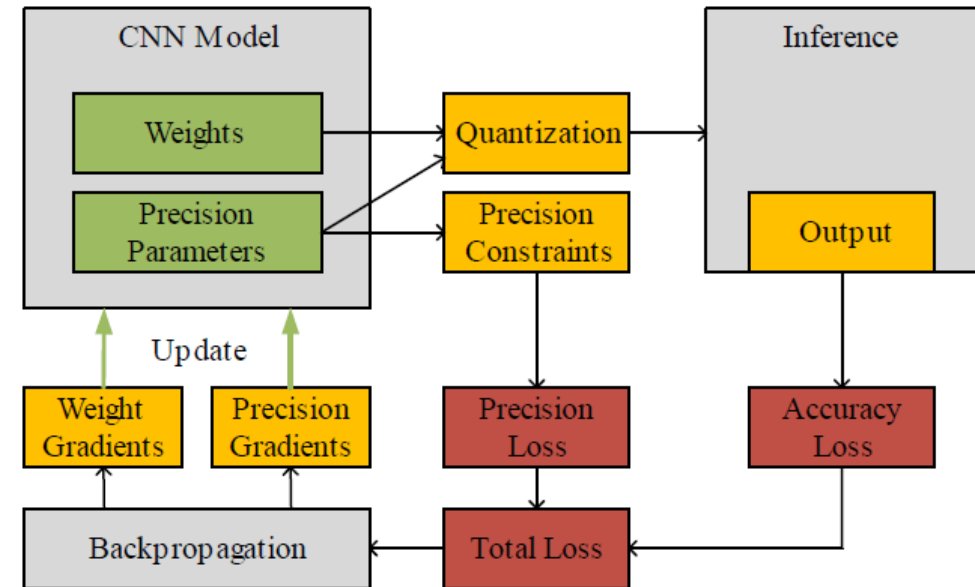 CNN Model
Inference
Weights
Quantization
Precision
Parameters
Precision
Constraints
Output
Update
Weight
Gradients
Precision
Gradients
Precision
Loss
Accuracy
Loss
Backpropagation
Total Loss